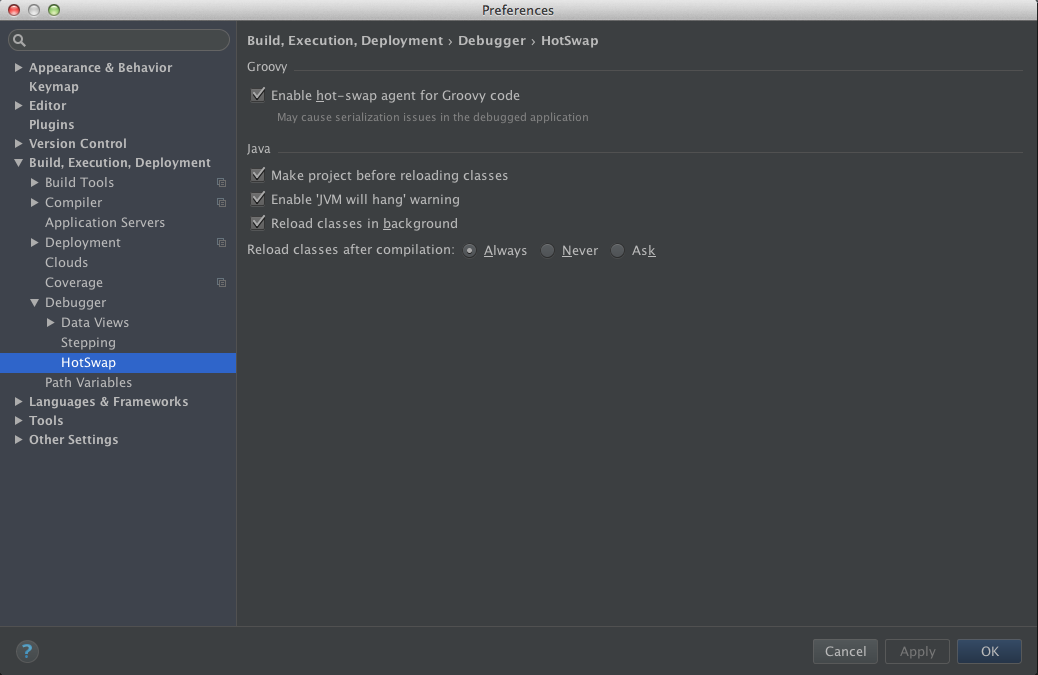 Preferences
Appearance & Behavior
Keymap
Editor
Plugins
Version Control
Build, Execution, Deployment
Build Tools
Compiler
Application Servers
Deployment
Clouds
Coverage
Debugger
Data Views
Stepping
HotSwap
Path Variables
Languages & Frameworks
Tools
Other Settings
Build, Execution, Deployment › Debugger › HotSwap
Groovy
Enable hot-swap agent for Groovy code
May cause serialization issues in the debugged application
Java
Make project before reloading classes
Enable 'JVM will hang' warning
Reload classes in background
Reload classes after compilation: Always Never Ask
? Cancel Apply OK